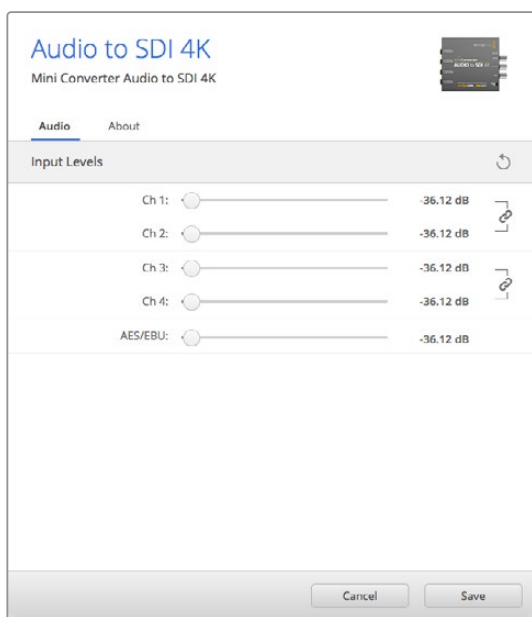 Audio to SDI 4K
Mini Converter Audio to SDI 4K
Audio About
Input Levels
Ch 1: -36.12 dB
Ch 2: -36.12 dB
Ch 3: -36.12 dB
Ch 4: -36.12 dB
AES/EBU: -36.12 dB
Cancel Save